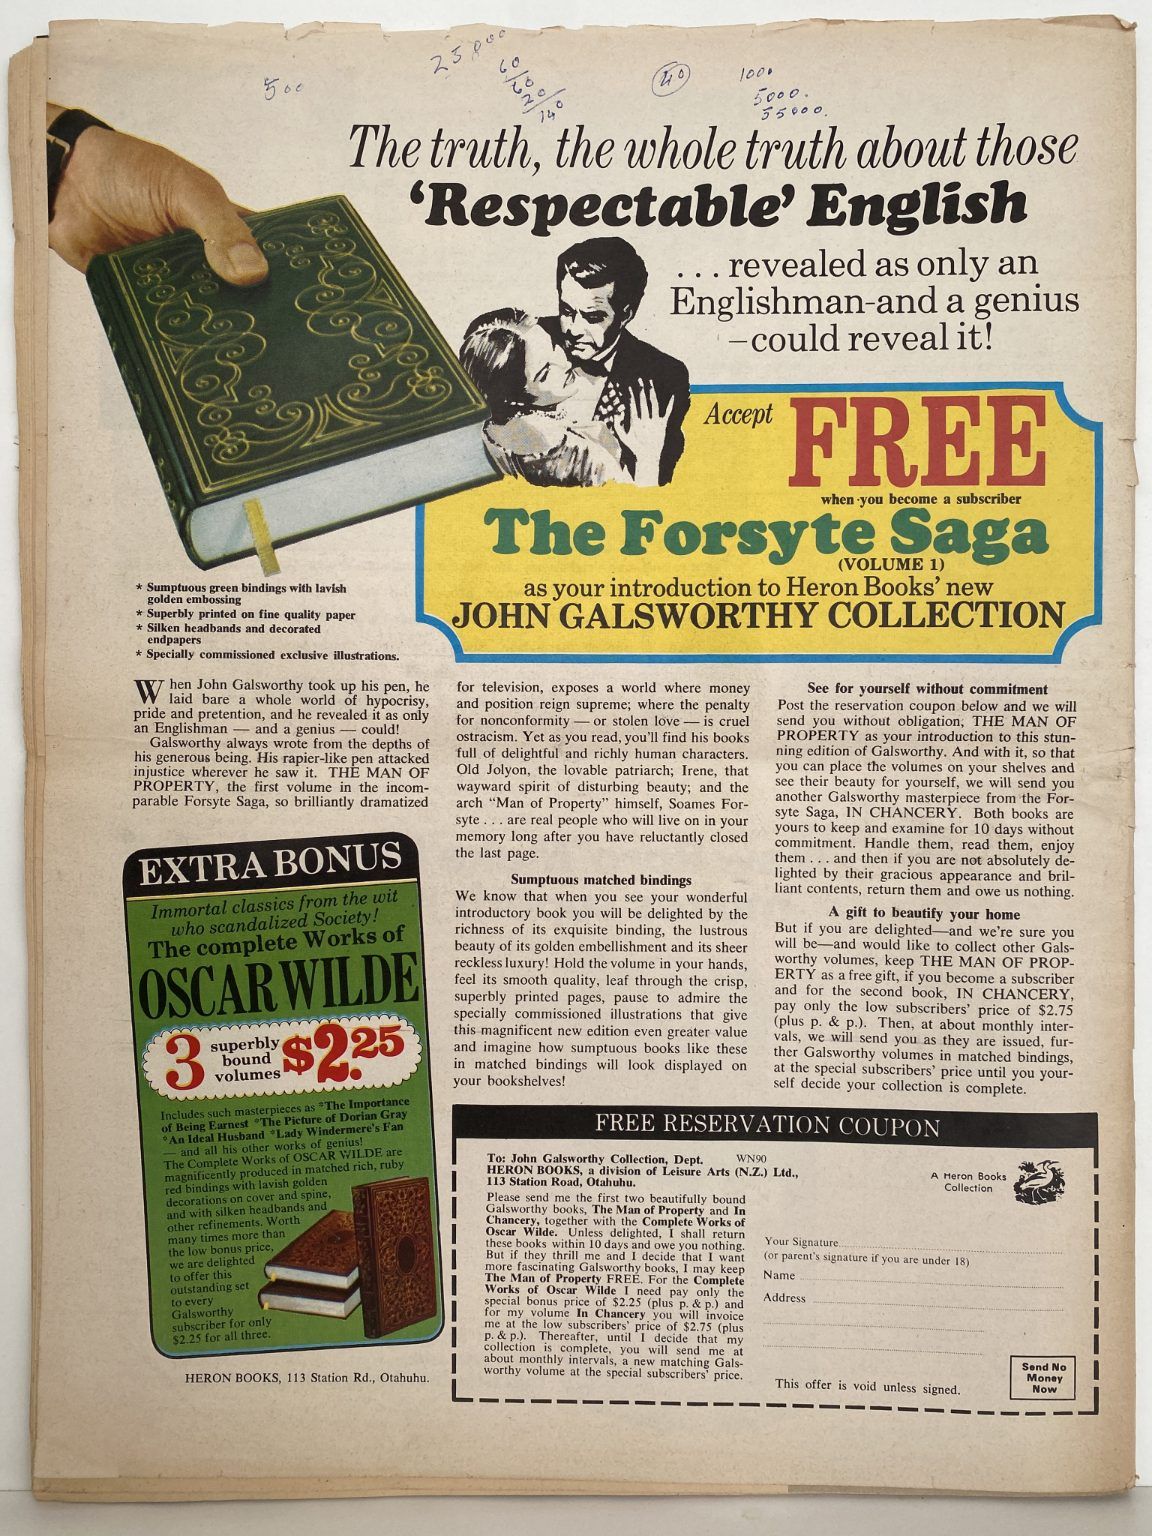 500
25000
60
60
20
140
40
1000
5000.
55000.
The truth, the whole truth about those
‘Respectable’ English
. . . revealed as only an
Englishman-and a genius
–could reveal it!
Accept FREE
when you become a subscriber
The Forsyte Saga
(VOLUME 1)
as your introduction to Heron Books’ new
JOHN GALSWORTHY COLLECTION
* Sumptuous green bindings with lavish
golden embossing
* Superbly printed on fine quality paper
* Silken headbands and decorated
endpapers
* Specially commissioned exclusive illustrations.
When John Galsworthy took up his pen, he
laid bare a whole world of hypocrisy,
pride and pretention, and he revealed it as only
an Englishman — and a genius — could!
Galsworthy always wrote from the depths of
his generous being. His rapier-like pen attacked
injustice wherever he saw it. THE MAN OF
PROPERTY, the first volume in the incom-
parable Forsyte Saga, so brilliantly dramatized
for television, exposes a world where money
and position reign supreme; where the penalty
for nonconformity — or stolen love — is cruel
ostracism. Yet as you read, you’ll find his books
full of delightful and richly human characters.
Old Jolyon, the lovable patriarch; Irene, that
wayward spirit of disturbing beauty; and the
arch “Man of Property” himself, Soames For-
syte . . . are real people who will live on in your
memory long after you have reluctantly closed
the last page.
Sumptuous matched bindings
We know that when you see your wonderful
introductory book you will be delighted by the
richness of its exquisite binding, the lustrous
beauty of its golden embellishment and its sheer
reckless luxury! Hold the volume in your hands,
feel its smooth quality, leaf through the crisp,
superbly printed pages, pause to admire the
specially commissioned illustrations that give
this magnificent new edition even greater value
and imagine how sumptuous books like these
in matched bindings will look displayed on
your bookshelves!
See for yourself without commitment
Post the reservation coupon below and we will
send you without obligation; THE MAN OF
PROPERTY as your introduction to this stun-
ning edition of Galsworthy. And with it, so that
you can place the volumes on your shelves and
see their beauty for yourself, we will send you
another Galsworthy masterpiece from the For-
syte Saga, IN CHANCERY. Both books are
yours to keep and examine for 10 days without
commitment. Handle them, read them, enjoy
them . . . and then if you are not absolutely de-
lighted by their gracious appearance and bril-
liant contents, return them and owe us nothing.
A gift to beautify your home
But if you are delighted—and we’re sure you
will be—and would like to collect other Gals-
worthy volumes, keep THE MAN OF PROP-
ERTY as a free gift, if you become a subscriber
and for the second book, IN CHANCERY,
pay only the low subscribers’ price of $2.75
(plus p. & p.). Then, at about monthly inter-
vals, we will send you as they are issued, fur-
ther Galsworthy volumes in matched bindings,
at the special subscribers’ price until you your-
self decide your collection is complete.
EXTRA BONUS
Immortal classics from the wit
who scandalized Society!
The complete Works of
OSCAR WILDE
3 superbly bound volumes $2.25
Includes such masterpieces as *The Importance
of Being Earnest *The Picture of Dorian Gray
*An Ideal Husband *Lady Windermere’s Fan
— and all his other works of genius!
The Complete Works of OSCAR WILDE are
magnificently produced in matched rich, ruby
red bindings with lavish golden
decorations on cover and spine,
and with silken headbands and
other refinements. Worth
many times more than
the low bonus price,
we are delighted
to offer this
outstanding set
to every
Galsworthy
subscriber for only
$2.25 for all three.
HERON BOOKS, 113 Station Rd., Otahuhu.
FREE RESERVATION COUPON
To: John Galsworthy Collection, Dept. WN90
HERON BOOKS, a division of Leisure Arts (N.Z.) Ltd.,
113 Station Road, Otahuhu.
Please send me the first two beautifully bound
Galsworthy books, The Man of Property and In
Chancery, together with the Complete Works of
Oscar Wilde. Unless delighted, I shall return
these books within 10 days and owe you nothing.
But if they thrill me and I decide that I want
more fascinating Galsworthy books, I may keep
The Man of Property FREE. For the Complete
Works of Oscar Wilde I need pay only the
special bonus price of $2.25 (plus p. & p.) and
for my volume In Chancery you will invoice
me at the low subscribers’ price of $2.75 (plus
p. & p.). Thereafter, until I decide that my
collection is complete, you will send me at
about monthly intervals, a new matching Gals-
worthy volume at the special subscribers’ price.
A Heron Books
Collection
Your Signature
(or parent’s signature if you are under 18)
Name
Address
This offer is void unless signed.
Send No
Money
Now